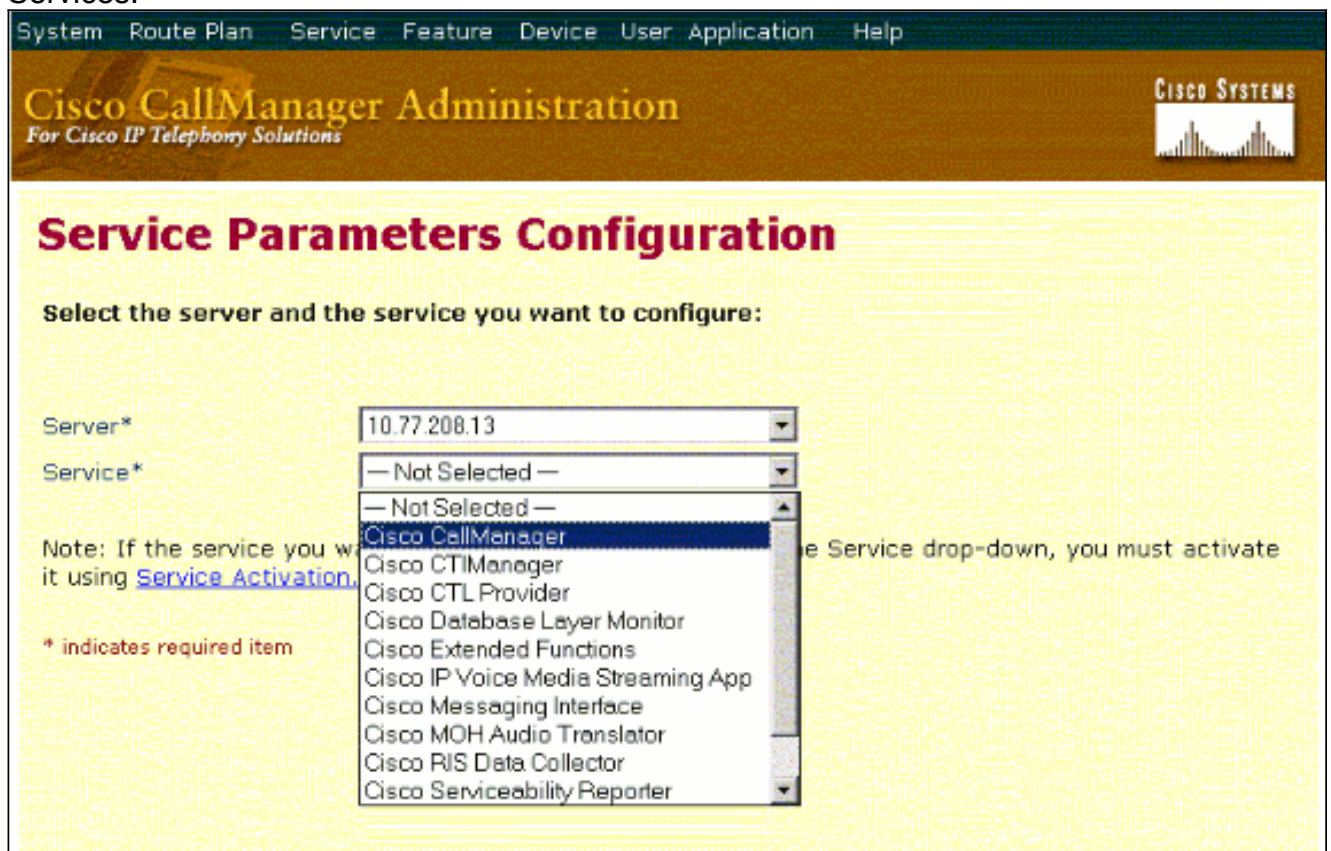 Services.
System Route Plan Service Feature Device User Application Help
Cisco CallManager Administration
For Cisco IP Telephony Solutions
CISCO SYSTEMS
Service Parameters Configuration
Select the server and the service you want to configure:
Server* 10.77.208.13
Service* — Not Selected —
— Not Selected —
Cisco CallManager
Note: If the service you e Service drop-down, you must activate
Cisco CTIManager
it using Service Activation.
Cisco CTL Provider
Cisco Database Layer Monitor
* indicates required item
Cisco Extended Functions
Cisco IP Voice Media Streaming App
Cisco Messaging Interface
Cisco MOH Audio Translator
Cisco RIS Data Collector
Cisco Serviceability Reporter